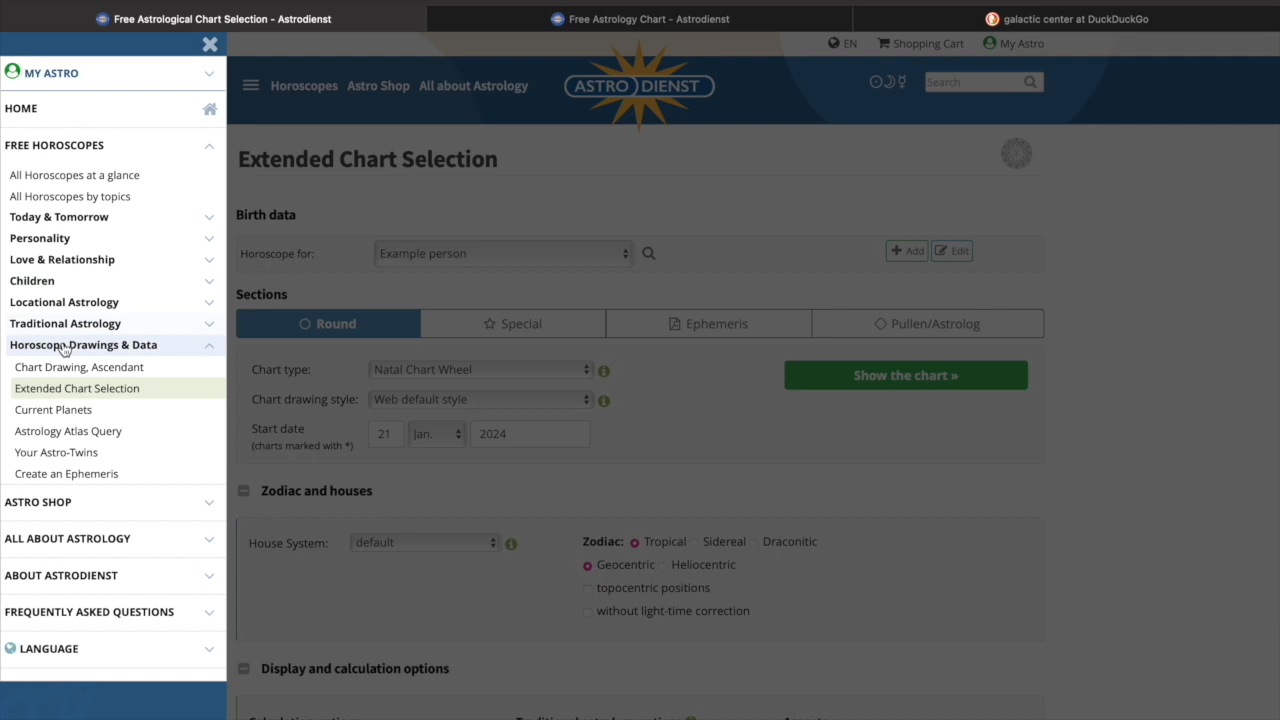 Free Astrological Chart Selection - Astrodienst
Free Astrology Chart - Astrodienst
galactic center at DuckDuckGo
MY ASTRO
HOME
FREE HOROSCOPES
All Horoscopes at a glance
All Horoscopes by topics
Today & Tomorrow
Personality
Love & Relationship
Children
Locational Astrology
Traditional Astrology
Horoscope Drawings & Data
Chart Drawing, Ascendant
Extended Chart Selection
Current Planets
Astrology Atlas Query
Your Astro-Twins
Create an Ephemeris
ASTRO SHOP
ALL ABOUT ASTROLOGY
ABOUT ASTRODIENST
FREQUENTLY ASKED QUESTIONS
LANGUAGE
EN Shopping Cart My Astro
Horoscopes Astro Shop All about Astrology
ASTRO DIENST
Search
Extended Chart Selection
Birth data
Horoscope for: Example person Add Edit
Sections
Round Special Ephemeris Pullen/Astrolog
Chart type: Natal Chart Wheel
Show the chart »
Chart drawing style: Web default style
Start date
(charts marked with *)
21 Jan. 2024
Zodiac and houses
House System: default
Zodiac: Tropical Sidereal Draconitic
Geocentric Heliocentric
topocentric positions
without light-time correction
Display and calculation options